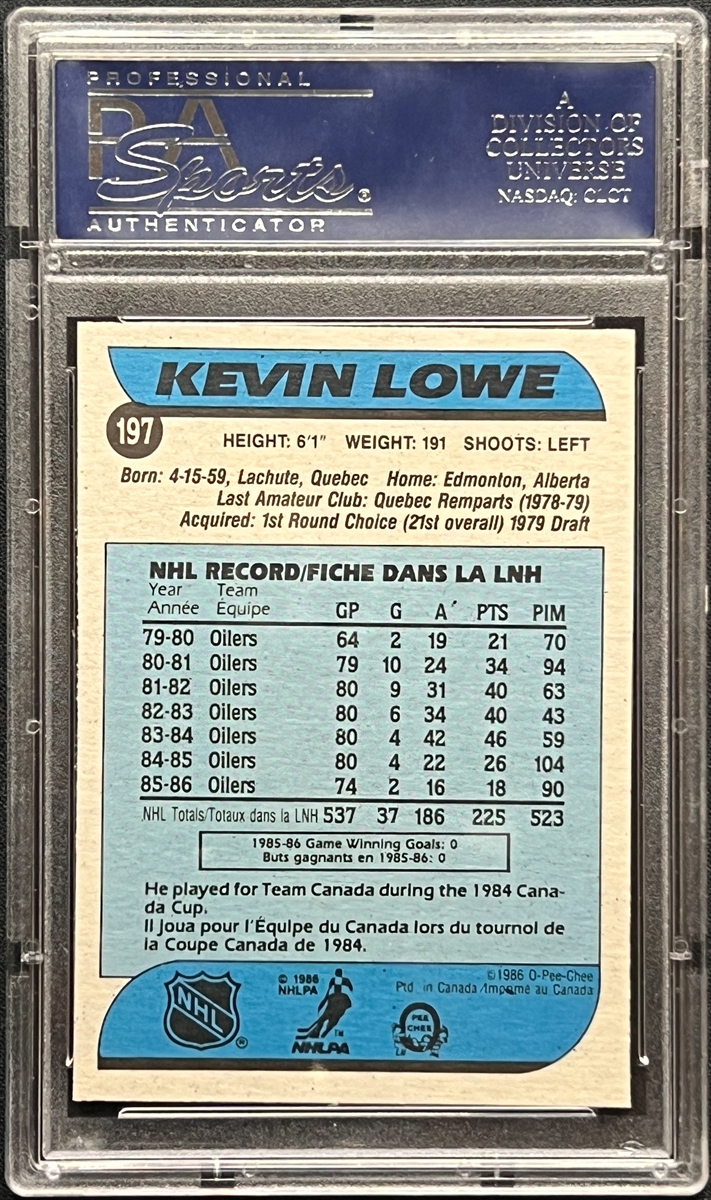 PROFESSIONAL
PSA
Sports®
AUTHENTICATOR
A
DIVISION OF
COLLECTORS
UNIVERSE
NASDAQ: CLCT
KEVIN LOWE
197
HEIGHT: 6'1" WEIGHT: 191 SHOOTS: LEFT
Born: 4-15-59, Lachute, Quebec Home: Edmonton, Alberta
Last Amateur Club: Quebec Remparts (1978-79)
Acquired: 1st Round Choice (21st overall) 1979 Draft
NHL RECORD/FICHE DANS LA LNH
Year Team
Année Équipe GP G A PTS PIM
79-80 Oilers 64 2 19 21 70
80-81 Oilers 79 10 24 34 94
81-82 Oilers 80 9 31 40 63
82-83 Oilers 80 6 34 40 43
83-84 Oilers 80 4 42 46 59
84-85 Oilers 80 4 22 26 104
85-86 Oilers 74 2 16 18 90
NHL Totals/Totaux dans la LNH 537 37 186 225 523
1985-86 Game Winning Goals: 0
Buts gagnants en 1985-86: 0
He played for Team Canada during the 1984 Cana-
da Cup.
Il joua pour l'Équipe du Canada lors du tournoi de
la Coupe Canada de 1984.
©1986 O-Pee-Chee
Ptd. in Canada/Imprimé au Canada
© 1986
NHLPA
NHL®
NHLPA™
PEE
CHEE